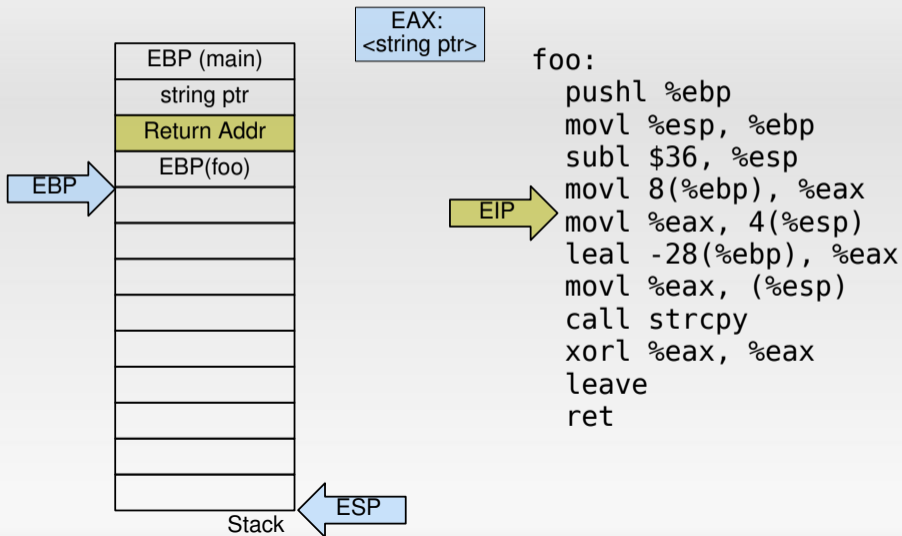 EAX:
<string ptr>
EBP (main)
string ptr
Return Addr
EBP(foo)
EBP
ESP
Stack
EIP
foo:
pushl %ebp
movl %esp, %ebp
subl $36, %esp
movl 8(%ebp), %eax
movl %eax, 4(%esp)
leal -28(%ebp), %eax
movl %eax, (%esp)
call strcpy
xorl %eax, %eax
leave
ret